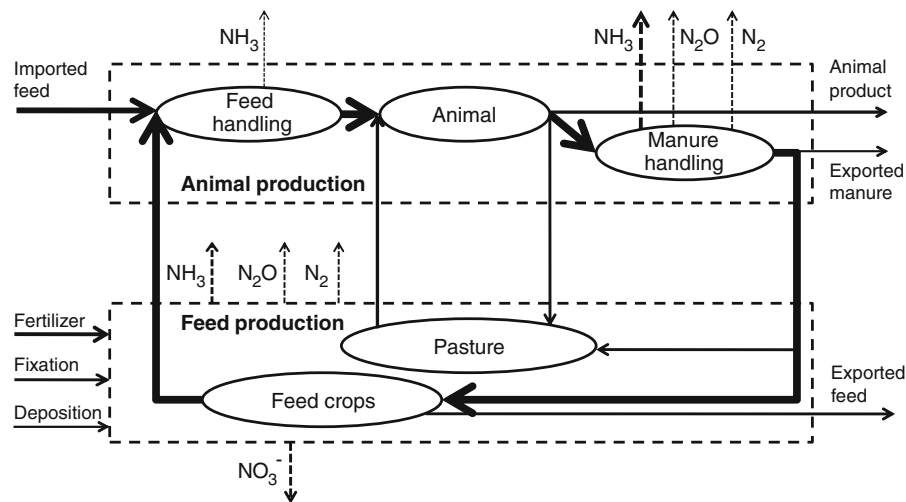 NH3
NH3
N2O
N2
Imported
feed
Animal
product
Feed
handling
Animal
Manure
handling
Animal production
Exported
manure
NH3
N2O
N2
Fertilizer
Feed production
Pasture
Fixation
Exported
feed
Feed crops
Deposition
NO3-